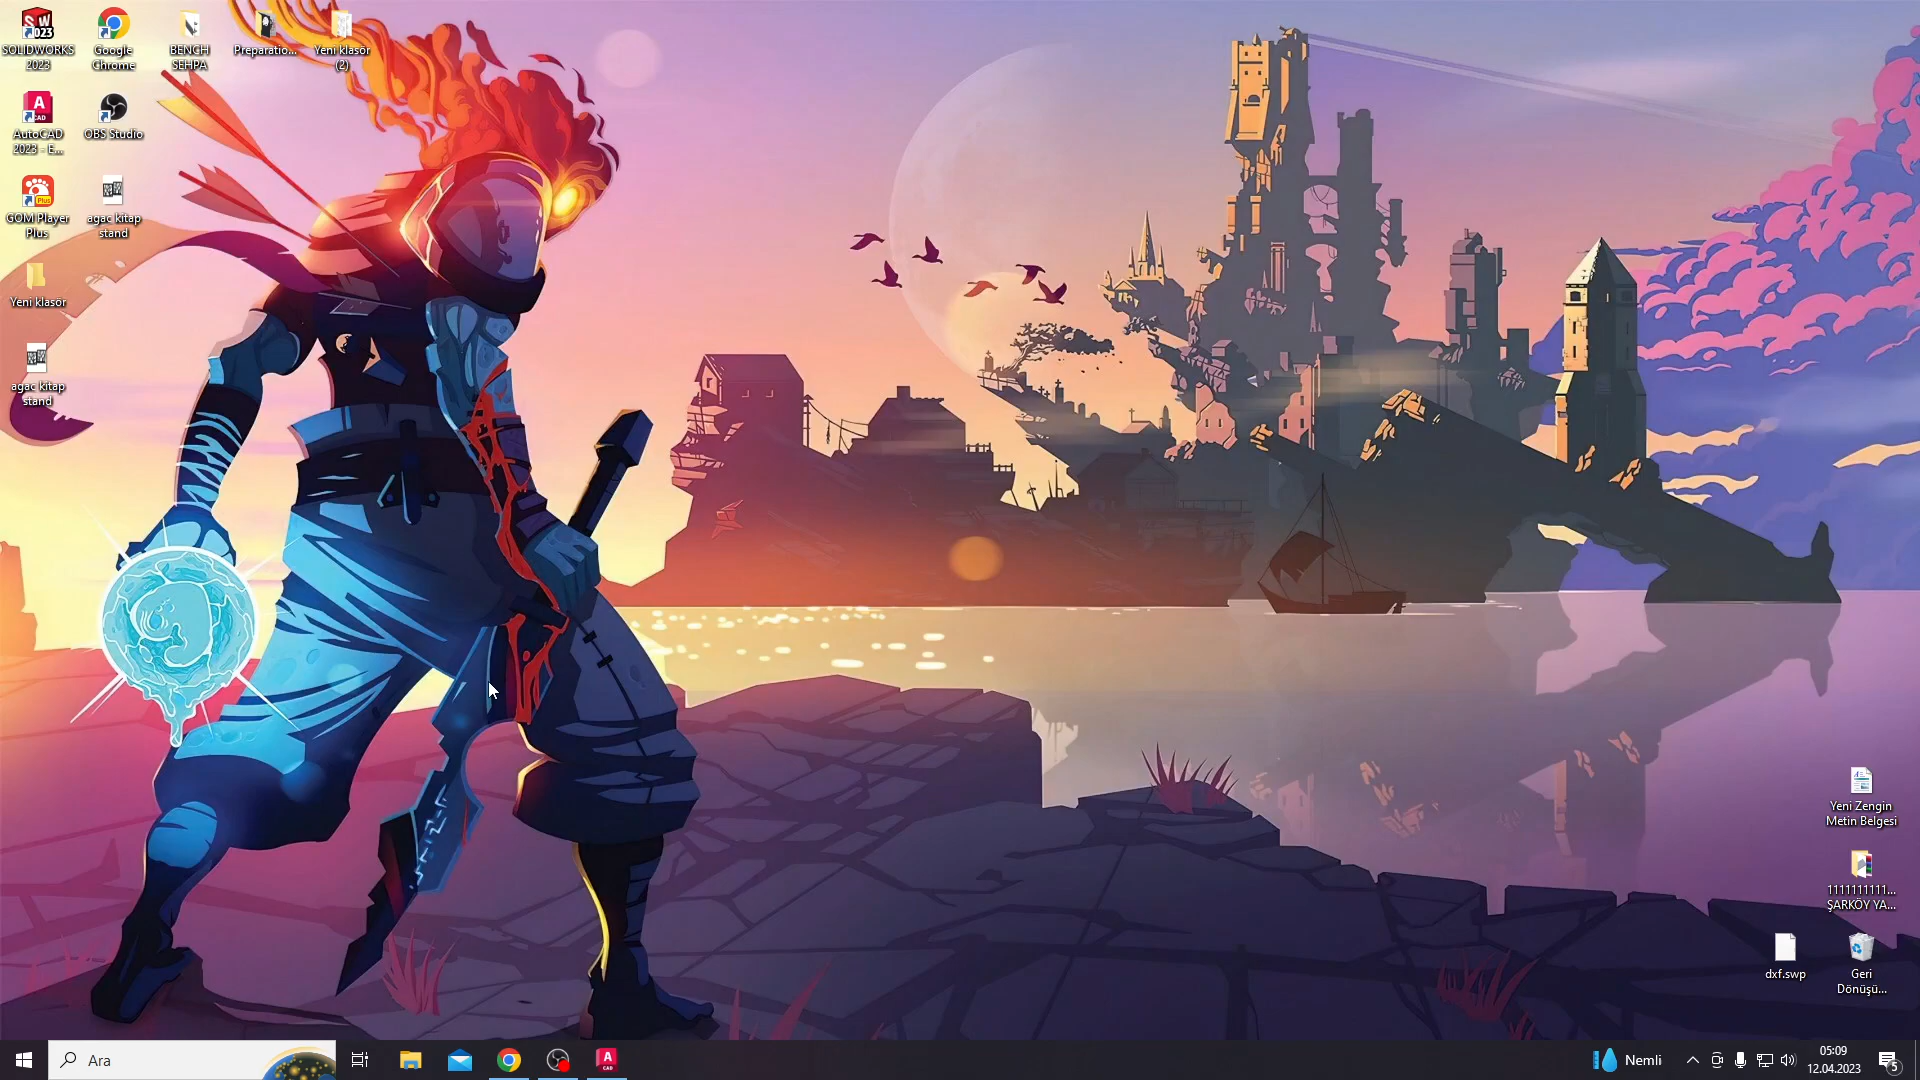 SOLIDWORKS
2023
Google
Chrome
BENCH
SEHPA
Preparatio...
Yeni klasör
(2)
AutoCAD
2023 - E...
OBS Studio
GOM Player
Plus
agac kitap
stand
Yeni klasör
agac kitap
stand
Yeni Zengin
Metin Belgesi
1111111111...
ŞARKÖY YA...
dxf.swp
Geri
Dönüşü...
Ara
Nemli
05:09
12.04.2023
5